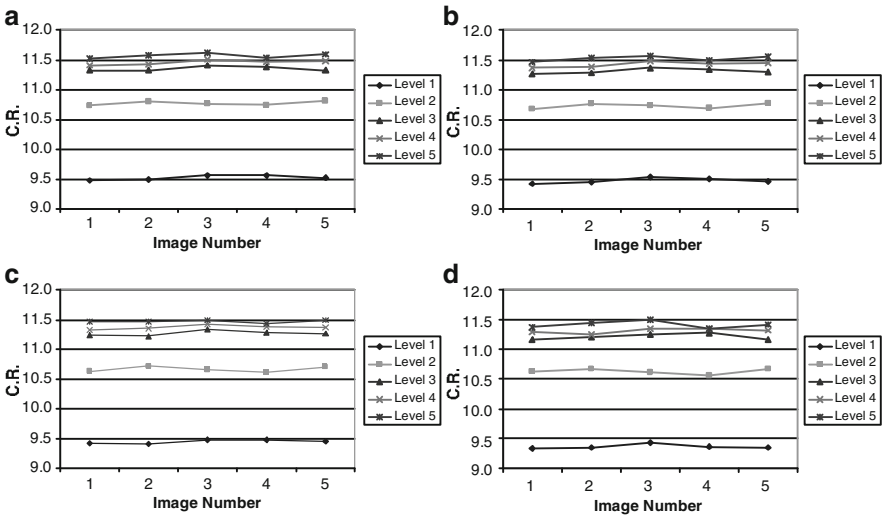 a
12.0
11.5
11.0
10.5
10.0
9.5
9.0
C.R.
1 2 3 4 5
Image Number
Level 1
Level 2
Level 3
Level 4
Level 5
b
12.0
11.5
11.0
10.5
10.0
9.5
9.0
C.R.
1 2 3 4 5
Image Number
Level 1
Level 2
Level 3
Level 4
Level 5
c
12.0
11.5
11.0
10.5
10.0
9.5
9.0
C.R.
1 2 3 4 5
Image Number
Level 1
Level 2
Level 3
Level 4
Level 5
d
12.0
11.5
11.0
10.5
10.0
9.5
9.0
C.R.
1 2 3 4 5
Image Number
Level 1
Level 2
Level 3
Level 4
Level 5